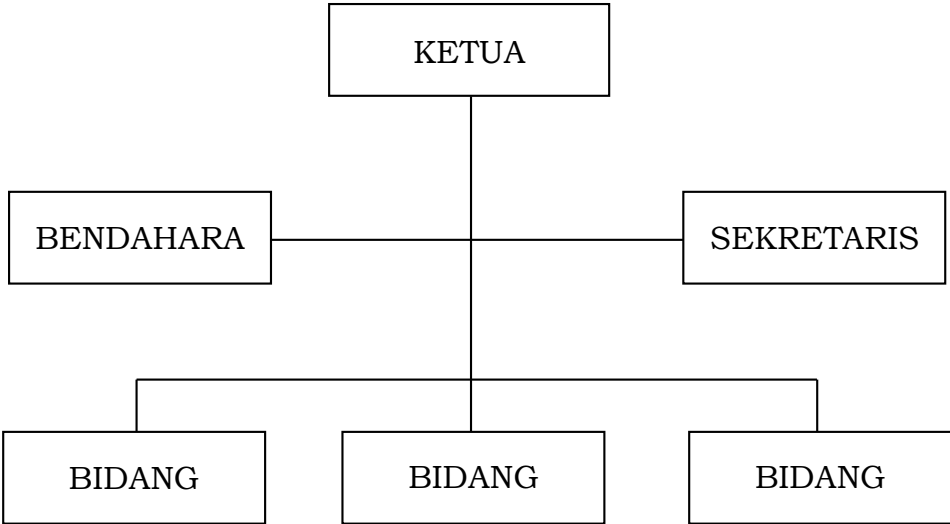 KETUA
BENDAHARA
SEKRETARIS
BIDANG
BIDANG
BIDANG